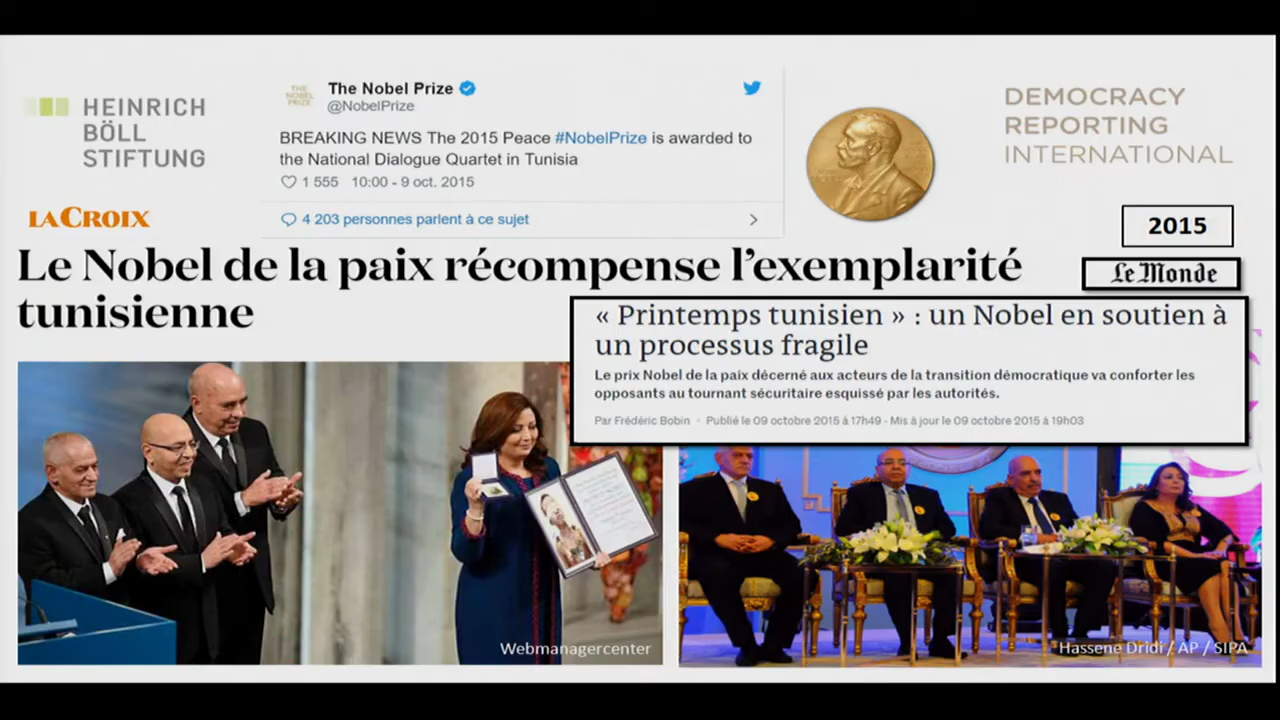 HEINRICH
BÖLL
STIFTUNG
THE
NOBEL
PRIZE
The Nobel Prize
@NobelPrize
BREAKING NEWS The 2015 Peace #NobelPrize is awarded to
the National Dialogue Quartet in Tunisia
1 555 10:00 - 9 oct. 2015
4 203 personnes parlent à ce sujet
DEMOCRACY
REPORTING
INTERNATIONAL
LA CROIX
2015
Le Nobel de la paix récompense l'exemplarité
tunisienne
Le Monde
« Printemps tunisien » : un Nobel en soutien à
un processus fragile
Le prix Nobel de la paix décerné aux acteurs de la transition démocratique va conforter les
opposants au tournant sécuritaire esquissé par les autorités.
Par Frédéric Bobin • Publié le 09 octobre 2015 à 17h49 - Mis à jour le 09 octobre 2015 à 19h03
Webmanagercenter
Hassene Dridi / AP / SIPA